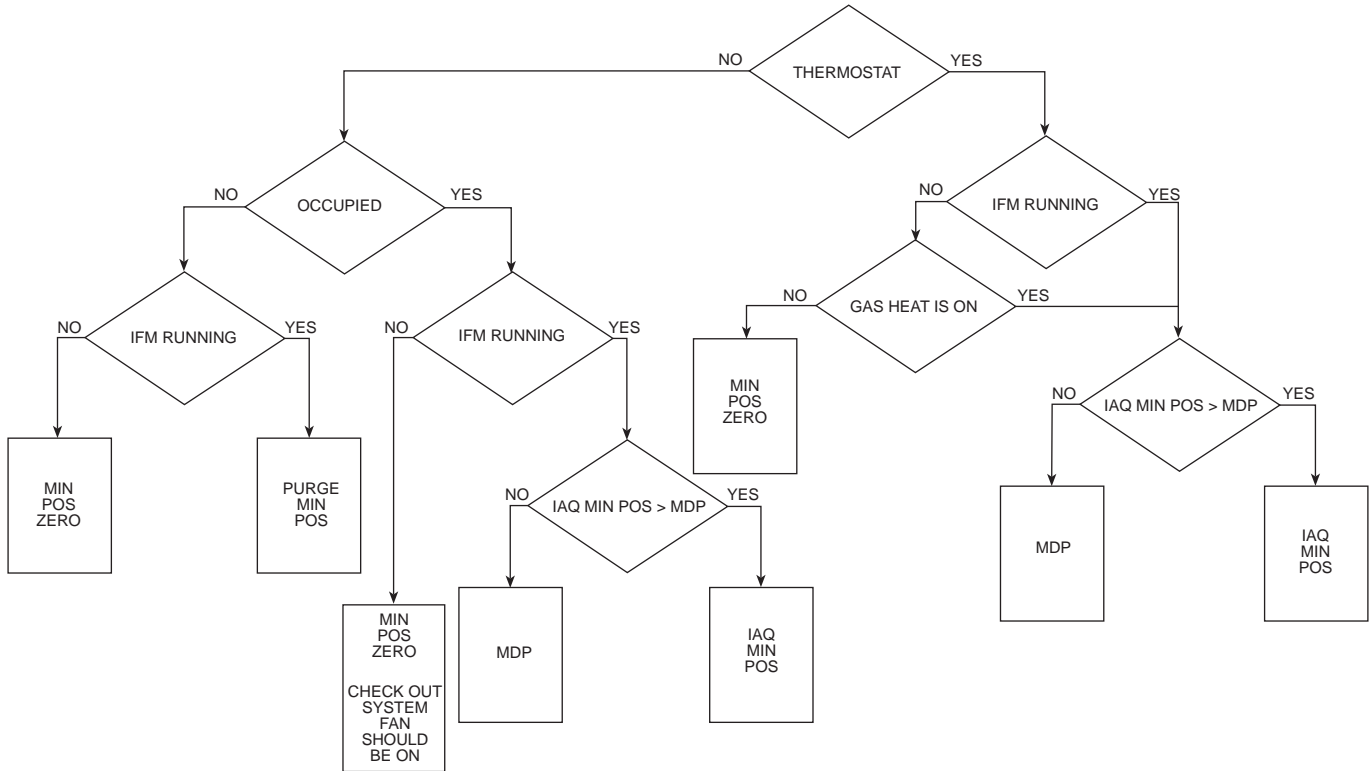 NO
THERMOSTAT
YES
NO
OCCUPIED
YES
NO
IFM RUNNING
YES
NO
IFM RUNNING
YES
NO
IFM RUNNING
YES
NO
GAS HEAT IS ON
YES
MIN
POS
ZERO
PURGE
MIN
POS
MIN
POS
ZERO
CHECK OUT
SYSTEM
FAN
SHOULD
BE ON
NO
IAQ MIN POS > MDP
YES
MDP
IAQ
MIN
POS
MIN
POS
ZERO
NO
IAQ MIN POS > MDP
YES
MDP
IAQ
MIN
POS